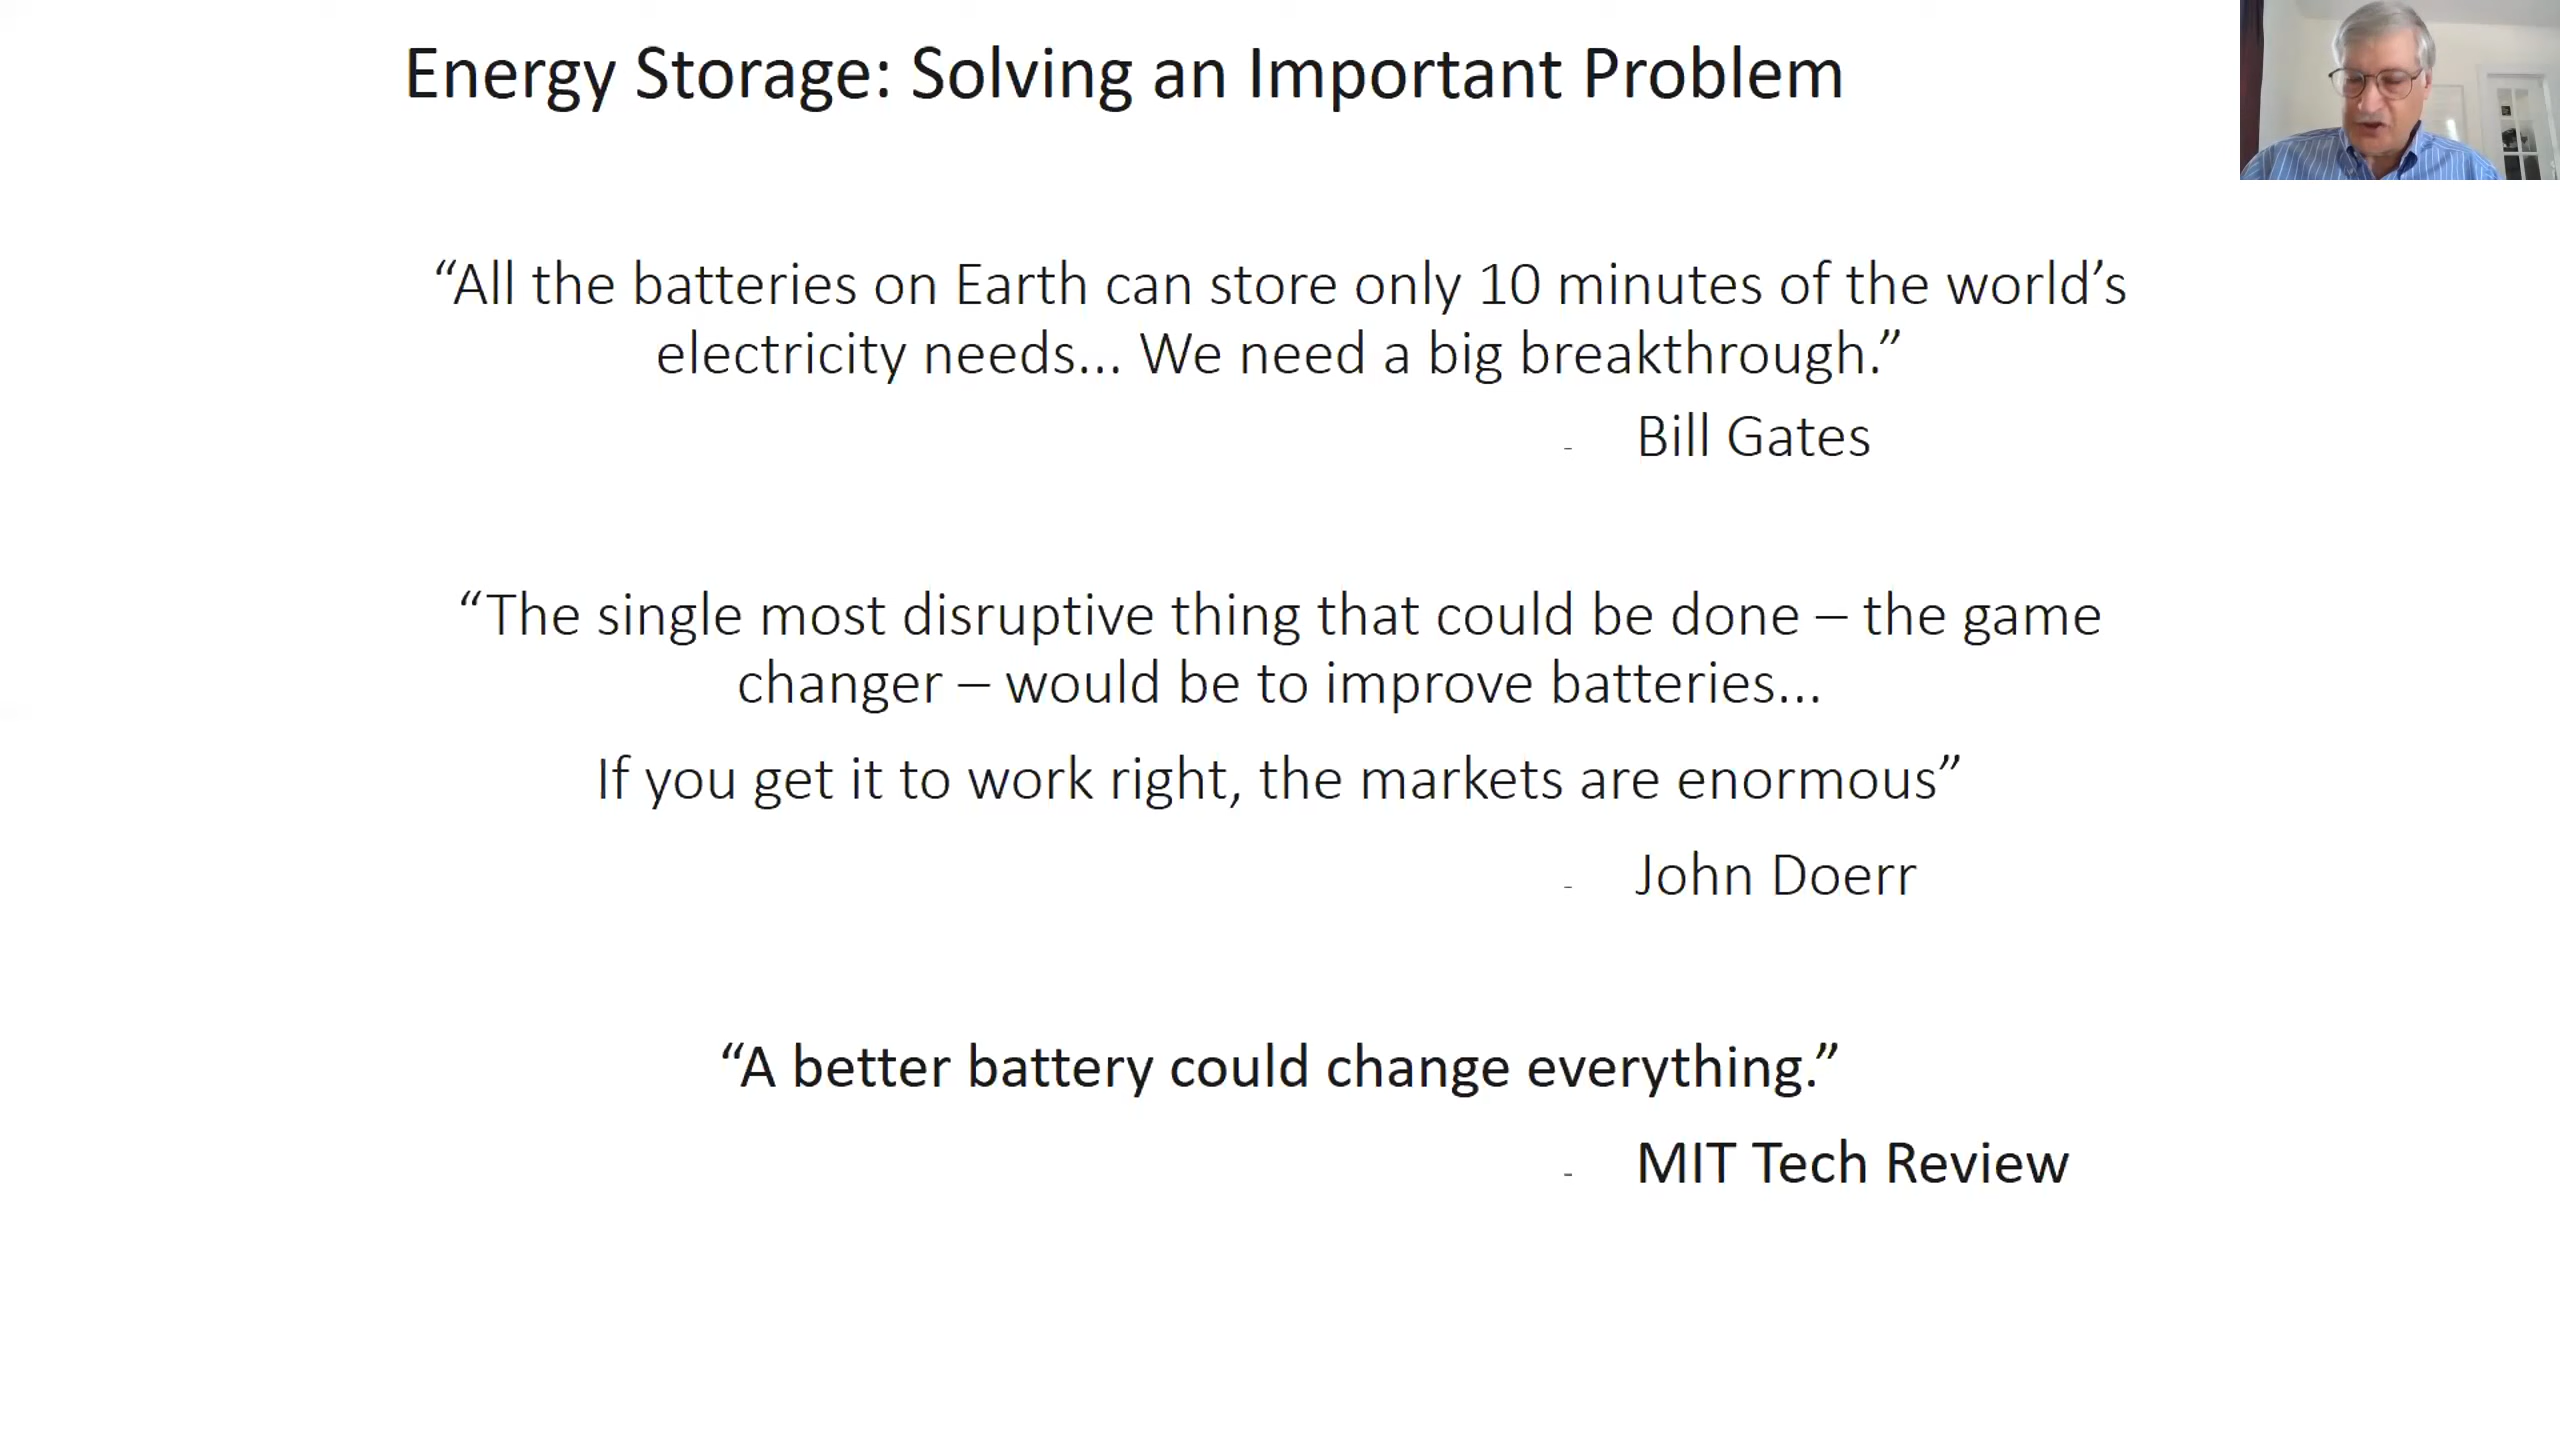 Energy Storage: Solving an Important Problem
“All the batteries on Earth can store only 10 minutes of the world’s
electricity needs... We need a big breakthrough.”
- Bill Gates
“The single most disruptive thing that could be done – the game
changer – would be to improve batteries...
If you get it to work right, the markets are enormous”
- John Doerr
“A better battery could change everything.”
- MIT Tech Review